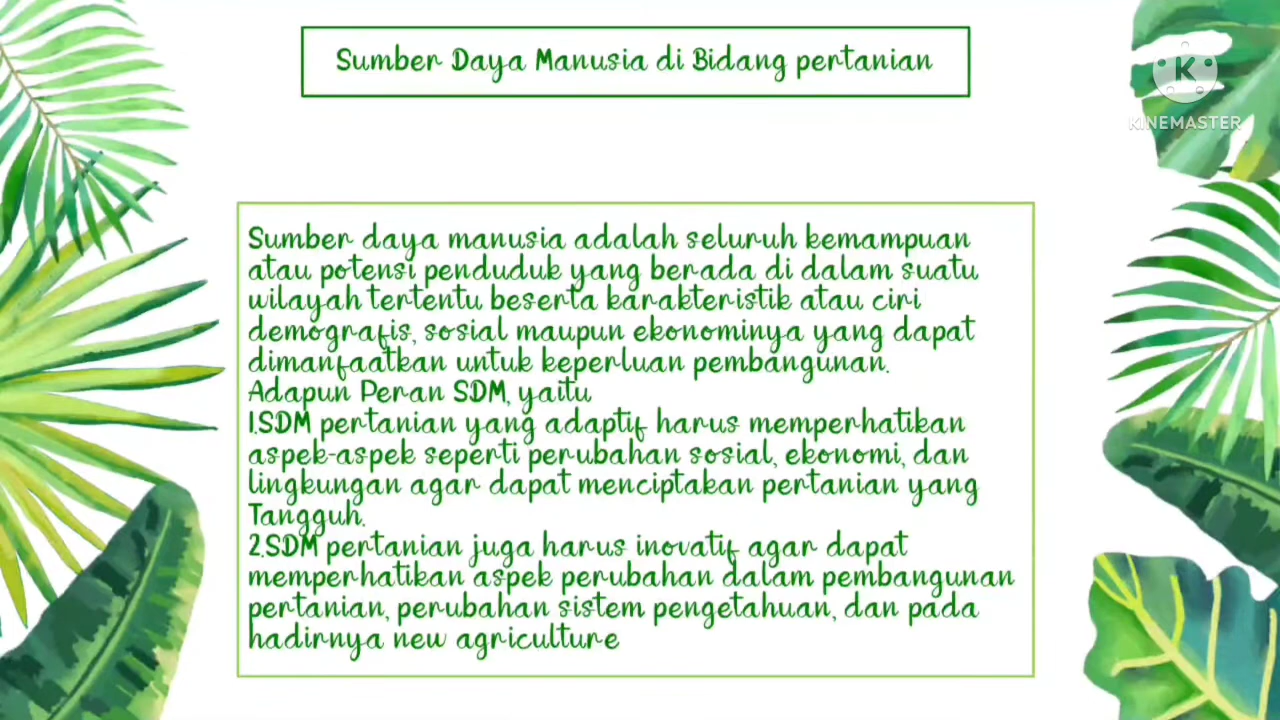 Sumber Daya Manusia di Bidang pertanian
KINEMASTER
Sumber daya manusia adalah seluruh kemampuan
atau potensi penduduk yang berada di dalam suatu
wilayah tertentu beserta karakteristik atau ciri
demografis, sosial maupun ekonominya yang dapat
dimanfaatkan untuk keperluan pembangunan.
Adapun Peran SDM, yaitu
1.SDM pertanian yang adaptif harus memperhatikan
aspek-aspek seperti perubahan sosial, ekonomi, dan
lingkungan agar dapat menciptakan pertanian yang
Tangguh.
2.SDM pertanian juga harus inovatif agar dapat
memperhatikan aspek perubahan dalam pembangunan
pertanian, perubahan sistem pengetahuan, dan pada
hadirnya new agriculture